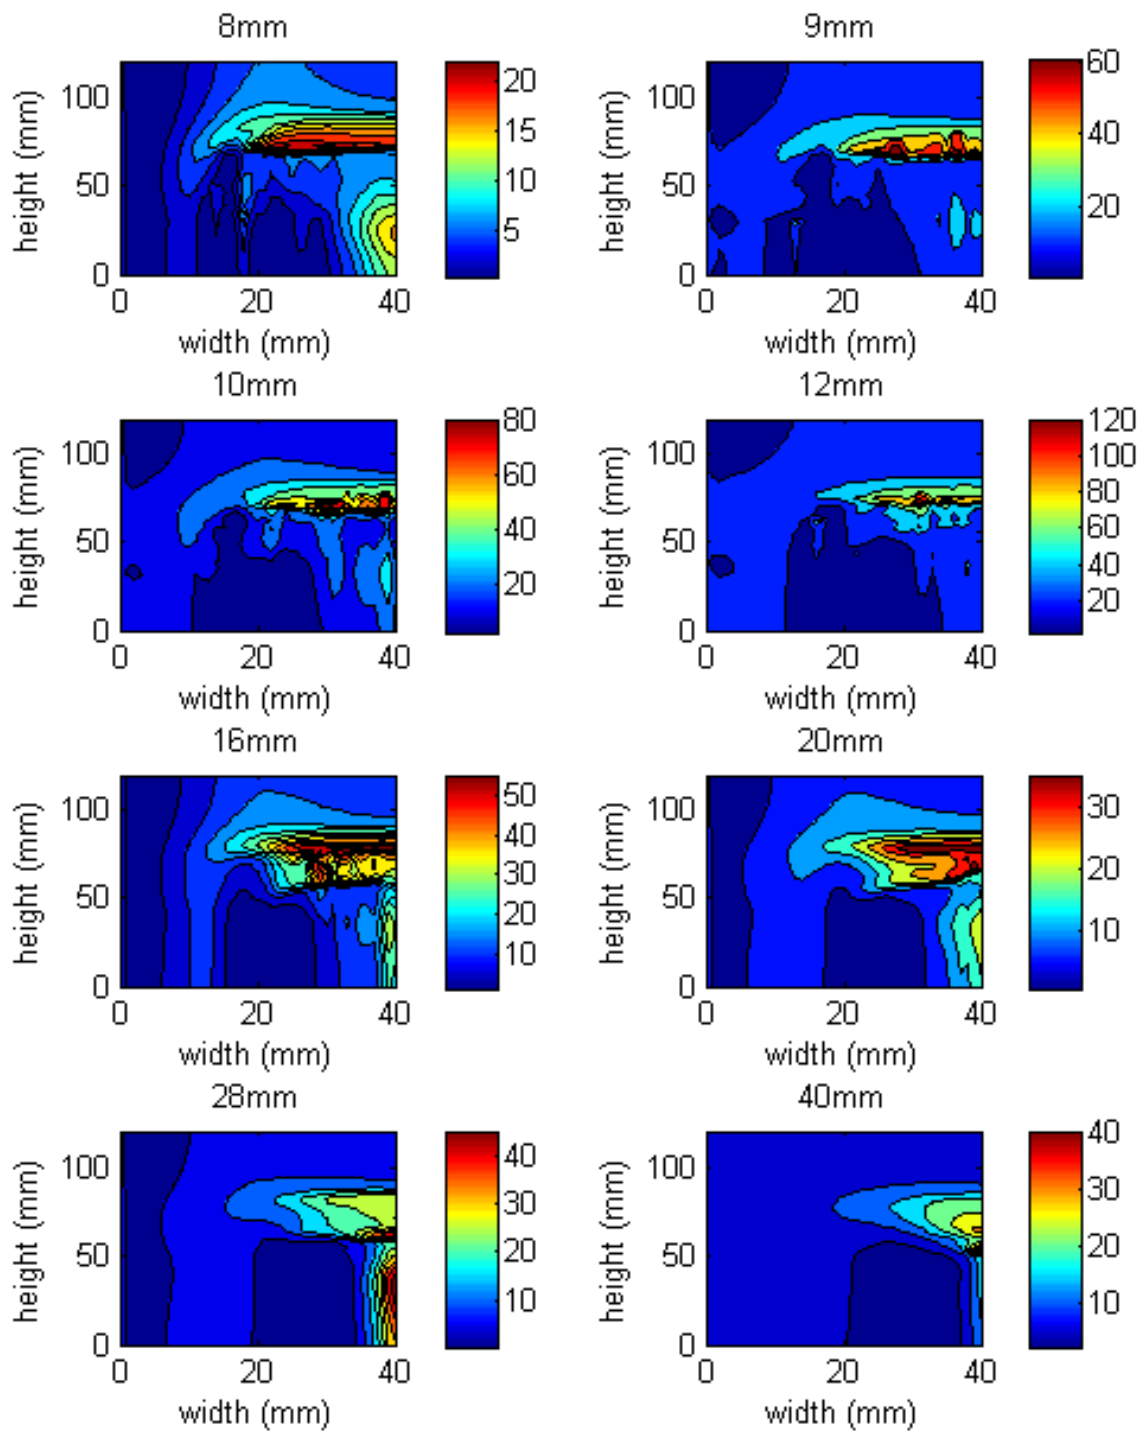 8mm 9mm
height (mm) 100 50 0 0 20 40 20 15 10 5 height (mm) 100 50 0 0 20 40 60 40 20
width (mm) width (mm)
10mm 12mm
height (mm) 100 50 0 0 20 40 80 60 40 20 height (mm) 100 50 0 0 20 40 120 100 80 60 40 20
width (mm) width (mm)
16mm 20mm
height (mm) 100 50 0 0 20 40 50 40 30 20 10 height (mm) 100 50 0 0 20 40 30 20 10
width (mm) width (mm)
28mm 40mm
height (mm) 100 50 0 0 20 40 40 30 20 10 height (mm) 100 50 0 0 20 40 40 30 20 10
width (mm) width (mm)